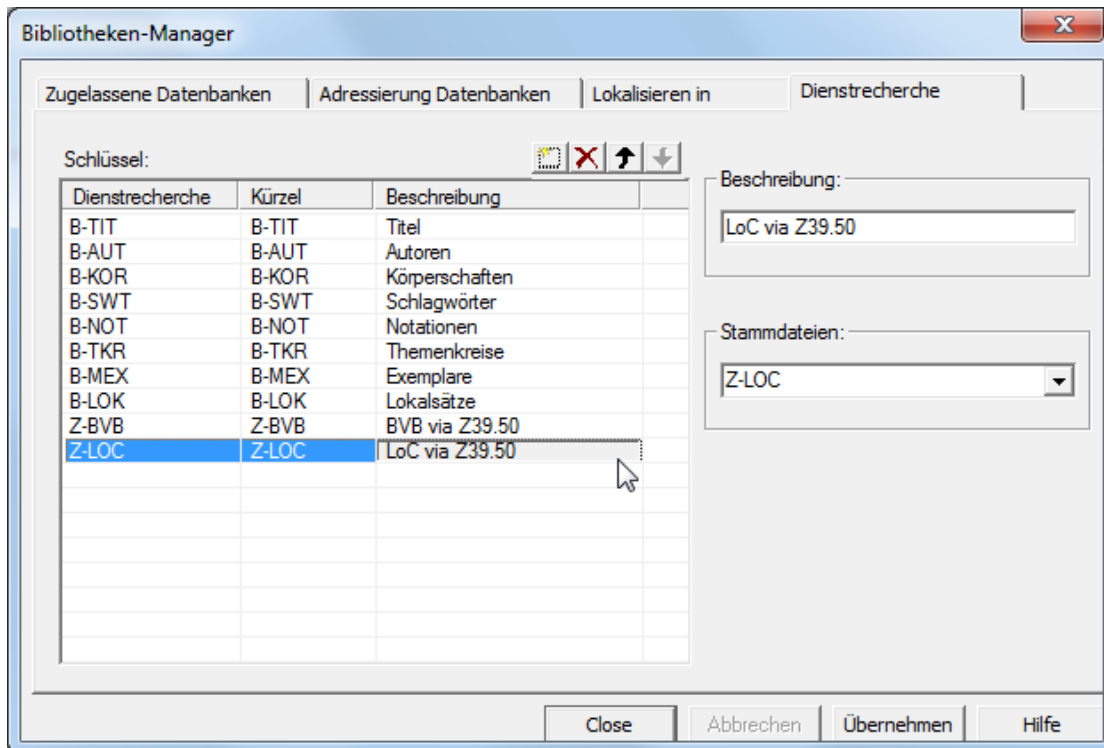 Bibliotheken-Manager
Zugelassene Datenbanken Adressierung Datenbanken Lokalisieren in Dienstrecherche
Schlüssel:
Dienstrecherche Kürzel Beschreibung
B-TIT B-TIT Titel
B-AUT B-AUT Autoren
B-KOR B-KOR Körperschaften
B-SWT B-SWT Schlagwörter
B-NOT B-NOT Notationen
B-TKR B-TKR Themenkreise
B-MEX B-MEX Exemplare
B-LOK B-LOK Lokalsätze
Z-BVB Z-BVB BVB via Z39.50
Z-LOC Z-LOC LoC via Z39.50
Beschreibung:
LoC via Z39.50
Stammdateien:
Z-LOC
Close Abbrechen Übernehmen Hilfe